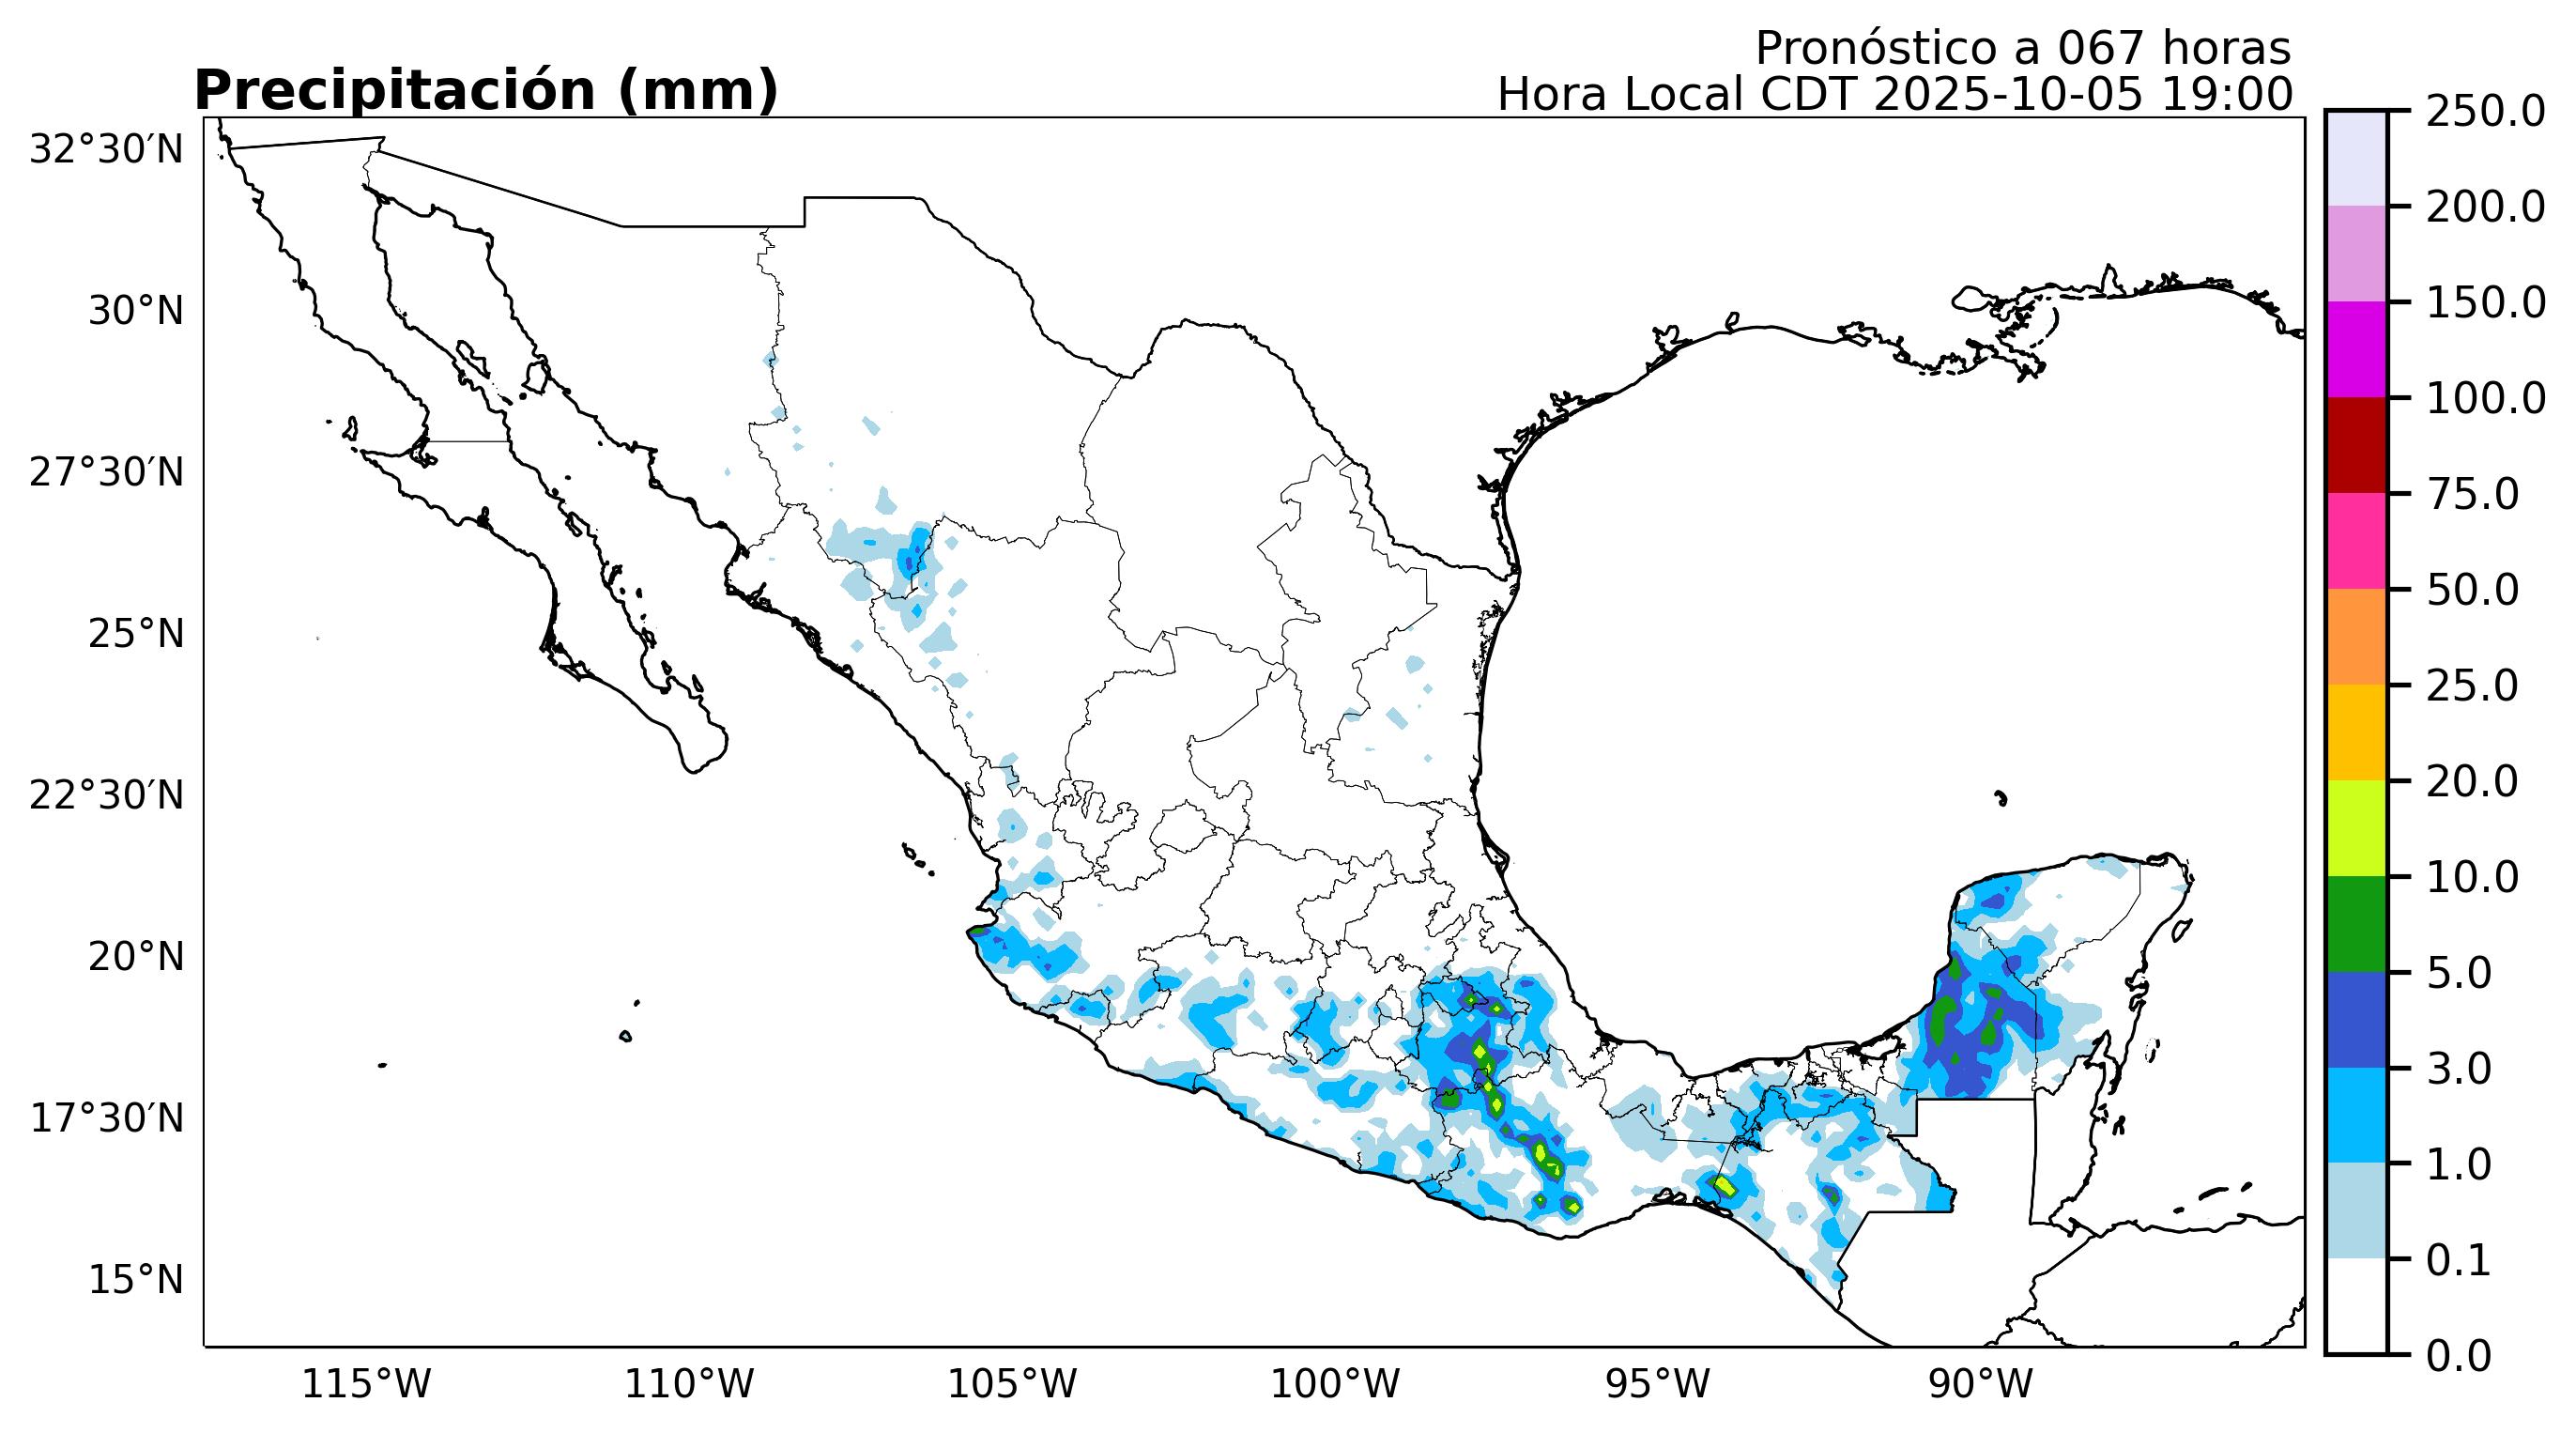 Pronóstico a 067 horas
Precipitación (mm)
Hora Local CDT 2025-10-05 19:00
32°30′N
30°N
27°30′N
25°N
22°30′N
20°N
17°30′N
15°N
115°W
110°W
105°W
100°W
95°W
90°W
250.0
200.0
150.0
100.0
75.0
50.0
25.0
20.0
10.0
5.0
3.0
1.0
0.1
0.0